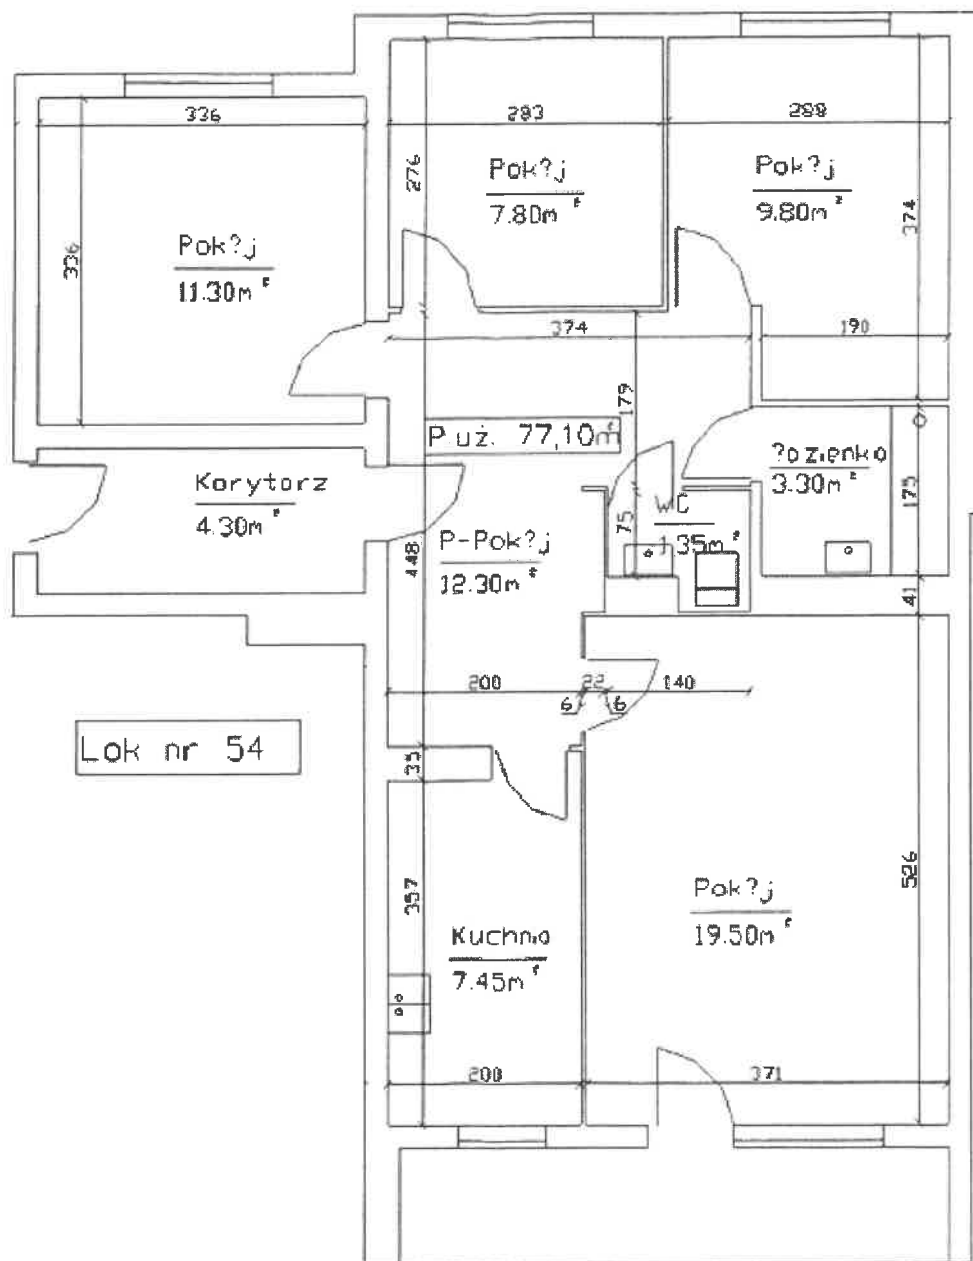 336
283
288
276
Pok?j
7.80m²
Pok?j
9.80m²
374
336
Pok?j
11.30m²
374
190
179
P uż. 77,10m²
Korytarz
4.30m²
?azienka
3.30m²
175
WC
1.35m²
75
P-Pok?j
12.30m²
448
41
200
22
140
6
6
Lok nr 54
35
357
526
Pok?j
19.50m²
Kuchnia
7.45m²
200
371